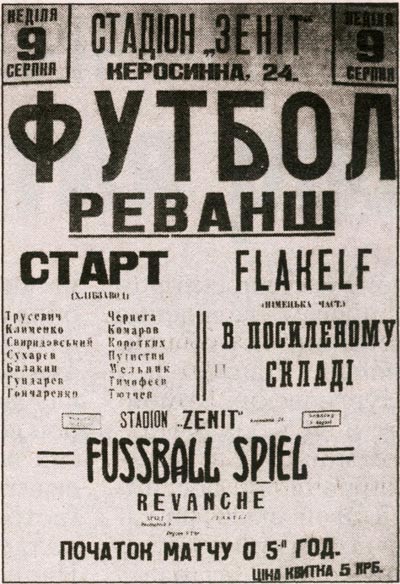 НЕДІЛЯ 9 СЕРПНЯ
СТАДІОН „ЗЕНІТ"
НЕДІЛЯ 9 СЕРПНЯ
КЕРОСИННА, 24.
ФУТБОЛ
РЕВАНШ
СТАРТ
(ХЛІБЗАВОД)
FLAKELF
(НІМЕЦЬКА ЧАСТ.)
Трусевич Чернега
Клименко Комаров
Свиридовський Коротких
Сухарев Путистин
Балакин Мельник
Гундарев Тимофеев
Гончаренко Тютчев
В ПОСИЛЕНОМУ
СКЛАДІ
STADION „ZENIT"
FUSSBALL SPIEL
REVANCHE
ПОЧАТОК МАТЧУ О 5-й ГОД.
ЦІНА КВИТКА 5 КРБ.